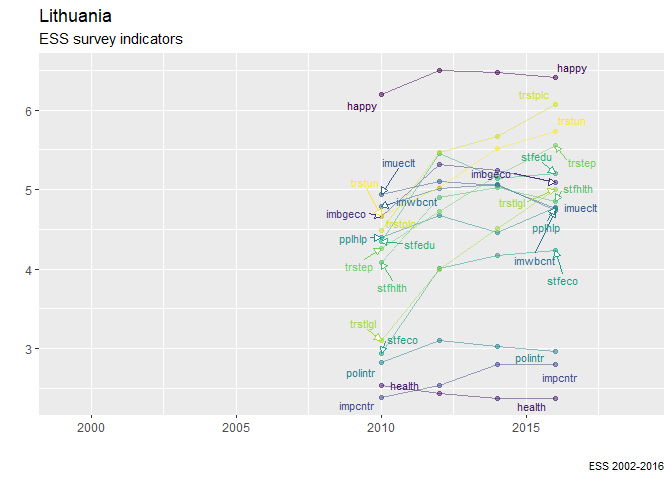 Lithuania
ESS survey indicators
happy
happy
trstplc
trstun
imueclt
stfedu
trstep
imbgeco
trstun
stfhlth
imwbcnt
trstlgl
imueclt
imbgeco
trstplc
pplhlp
pplhlp
stfedu
imwbcnt
trstep
stfhlth
stfeco
trstlgl
stfeco
polintr
polintr
impcntr
health
impcntr
health
6
5
4
3
2000
2005
2010
2015
ESS 2002-2016